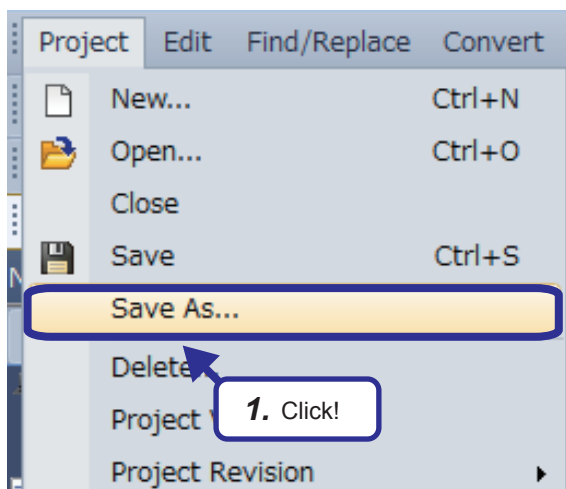 Project Edit Find/Replace Convert
New... Ctrl+N
Open... Ctrl+O
Close
Save Ctrl+S
Save As...
Delete
1. Click!
Project
Project Revision